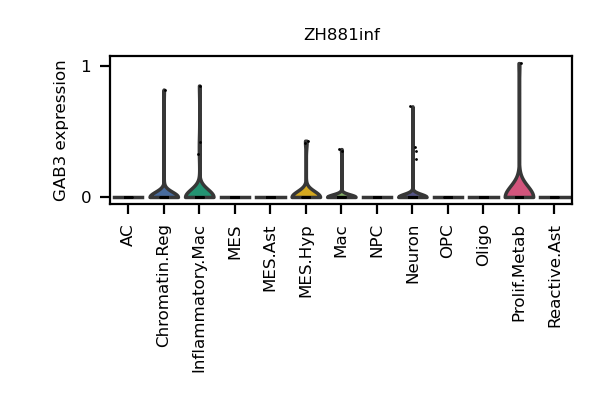 ZH881inf
GAB3 expression
1
0
AC
Chromatin.Reg
Inflammatory.Mac
MES
MES.Ast
MES.Hyp
Mac
NPC
Neuron
OPC
Oligo
Prolif.Metab
Reactive.Ast